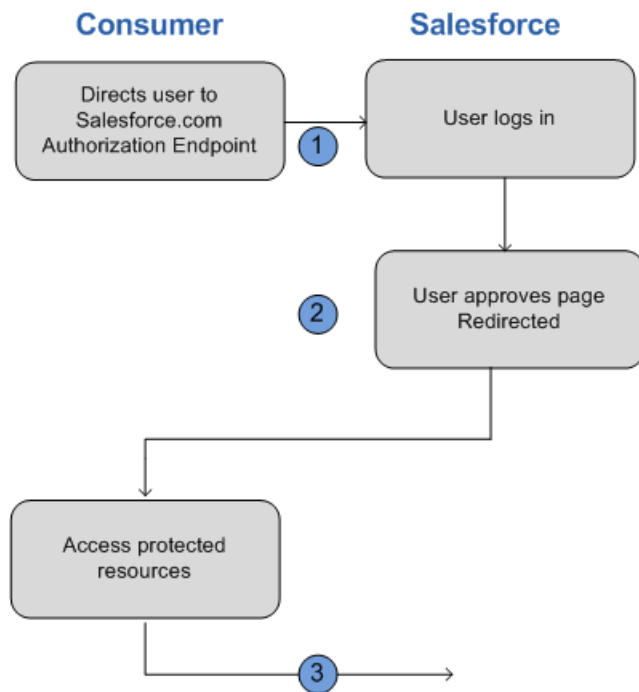 Consumer
Salesforce
Directs user to
Salesforce.com
Authorization Endpoint
1
User logs in
2
User approves page
Redirected
Access protected
resources
3